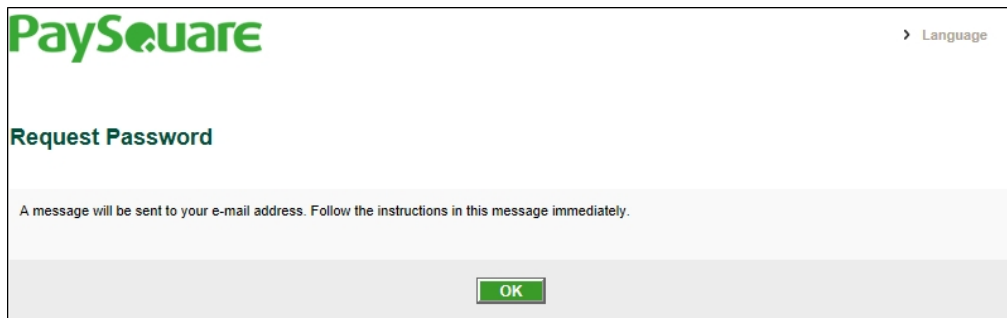 PaySquare
> Language
Request Password
A message will be sent to your e-mail address. Follow the instructions in this message immediately.
OK